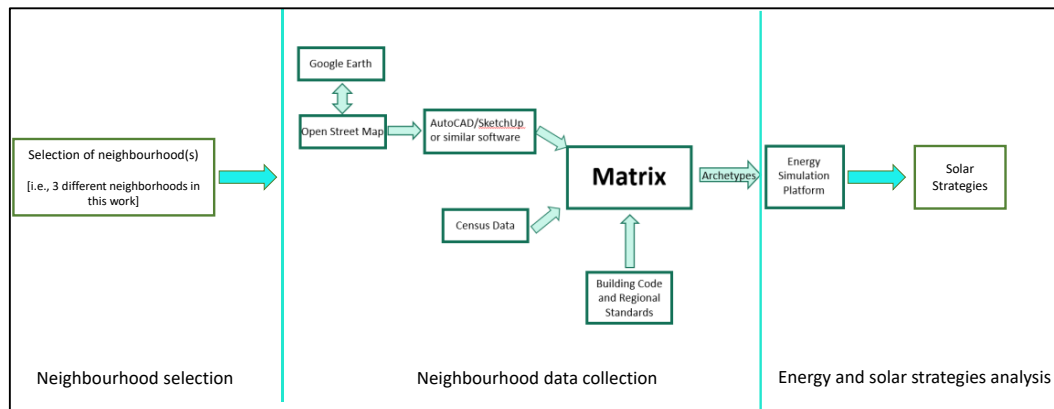 Selection of neighbourhood(s)
[i.e., 3 different neighborhoods in
this work]
Neighbourhood selection
Google Earth
Open Street Map
AutoCAD/SketchUp
or similar software
Census Data
Matrix
Building Code
and Regional
Standards
Archetypes
Neighbourhood data collection
Energy
Simulation
Platform
Solar
Strategies
Energy and solar strategies analysis